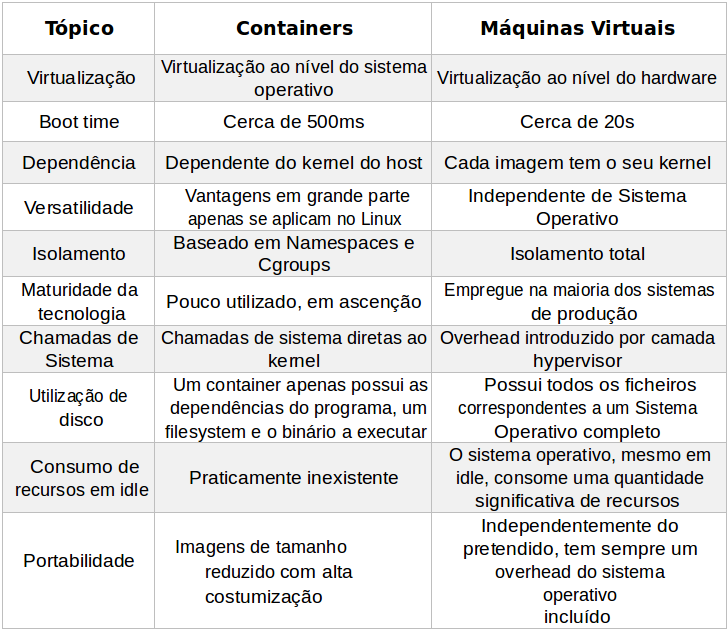 Tópico Containers Máquinas Virtuais
Virtualização
Virtualização ao nível do sistema
operativo
Virtualização ao nível do hardware
Boot time
Cerca de 500ms
Cerca de 20s
Dependência
Dependente do kernel do host
Cada imagem tem o seu kernel
Versatilidade
Vantagens em grande parte
apenas se aplicam no Linux
Independente de Sistema
Operativo
Isolamento
Baseado em Namespaces e
Cgroups
Isolamento total
Maturidade da
tecnologia
Pouco utilizado, em ascenção
Empregue na maioria dos sistemas
de produção
Chamadas de
Sistema
Chamadas de sistema diretas ao
kernel
Overhead introduzido por camada
hypervisor
Utilização de
disco
Um container apenas possui as
dependências do programa, um
filesystem e o binário a executar
Possui todos os ficheiros
correspondentes a um Sistema
Operativo completo
Consumo de
recursos em idle
Praticamente inexistente
O sistema operativo, mesmo em
idle, consome uma quantidade
significativa de recursos
Portabilidade
Imagens de tamanho
reduzido com alta
costumização
Independentemente do
pretendido, tem sempre um
overhead do sistema
operativo
incluído